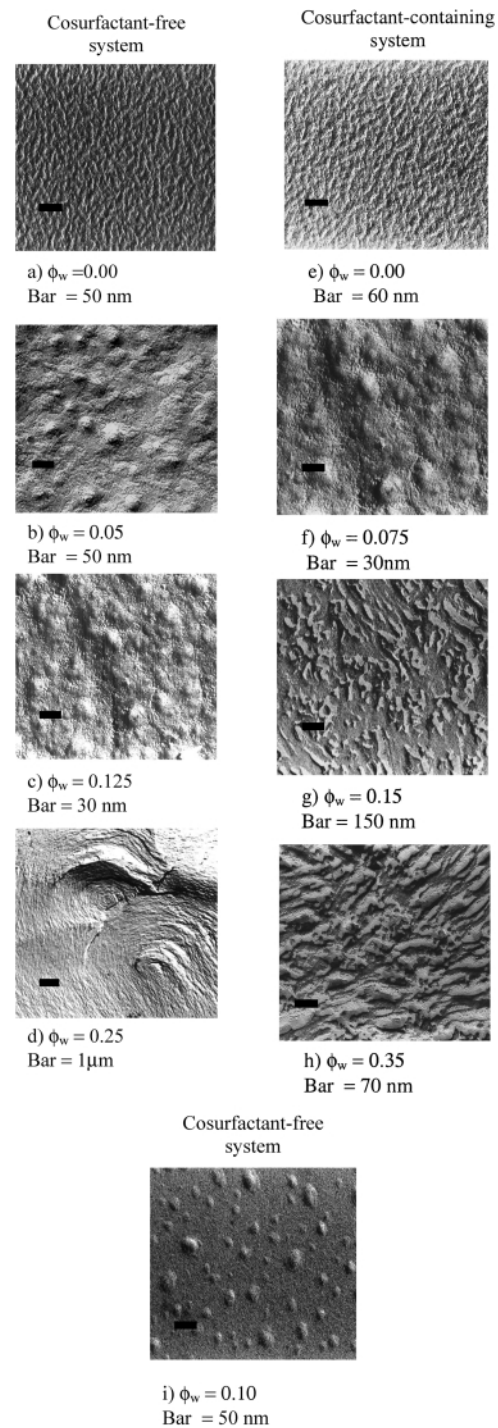 Cosurfactant-free
system
Cosurfactant-containing
system
a) ϕw =0.00
Bar = 50 nm
e) ϕw = 0.00
Bar = 60 nm
b) ϕw = 0.05
Bar = 50 nm
f) ϕw = 0.075
Bar = 30nm
c) ϕw = 0.125
Bar = 30 nm
g) ϕw = 0.15
Bar = 150 nm
d) ϕw = 0.25
Bar = 1μm
h) ϕw = 0.35
Bar = 70 nm
Cosurfactant-free
system
i) ϕw = 0.10
Bar = 50 nm